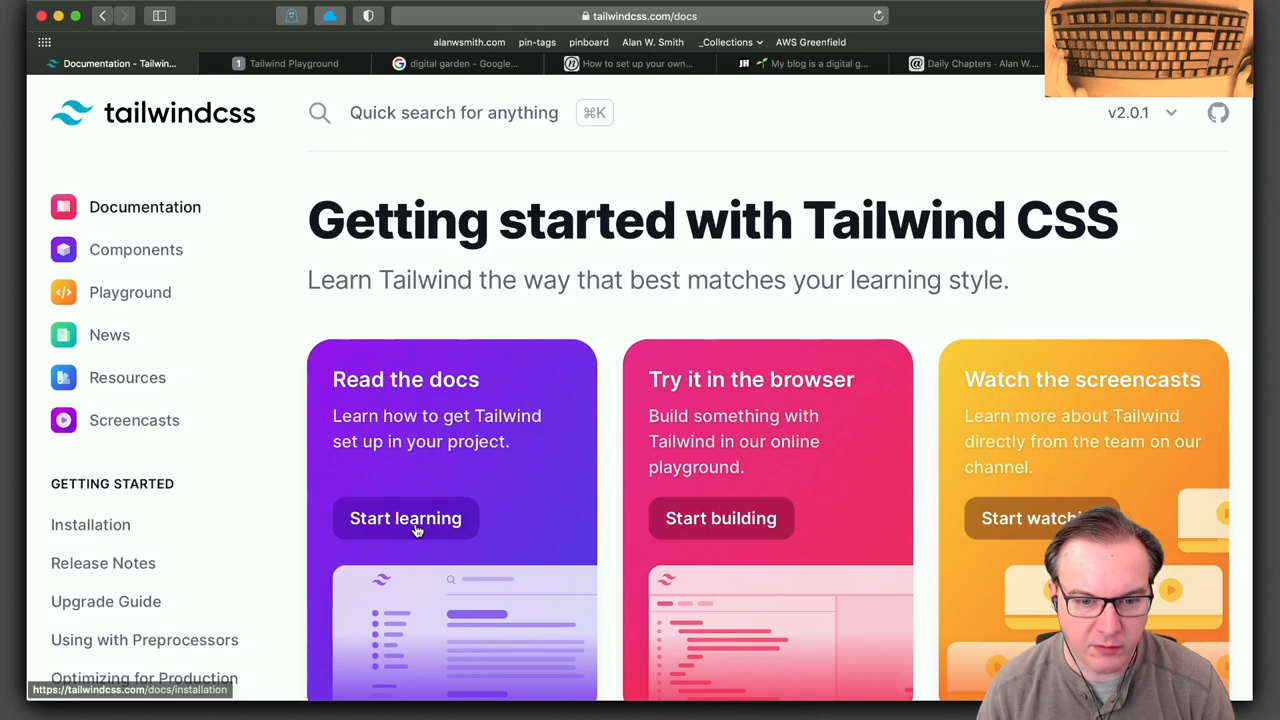 tailwindcss.com/docs
alanwsmith.com pin-tags pinboard Alan W. Smith _Collections AWS Greenfield
Documentation - Tailwin... 1 Tailwind Playground digital garden - Google... How to set up your own... JH My blog is a digital g... @ Daily Chapters · Alan W...
tailwindcss
Quick search for anything ⌘K
v2.0.1
Documentation
Components
Playground
News
Resources
Screencasts
GETTING STARTED
Installation
Release Notes
Upgrade Guide
Using with Preprocessors
Optimizing for Production
https://tailwindcss.com/docs/installation
Getting started with Tailwind CSS
Learn Tailwind the way that best matches your learning style.
Read the docs
Learn how to get Tailwind
set up in your project.
Start learning
Try it in the browser
Build something with
Tailwind in our online
playground.
Start building
Watch the screencasts
Learn more about Tailwind
directly from the team on our
channel.
Start